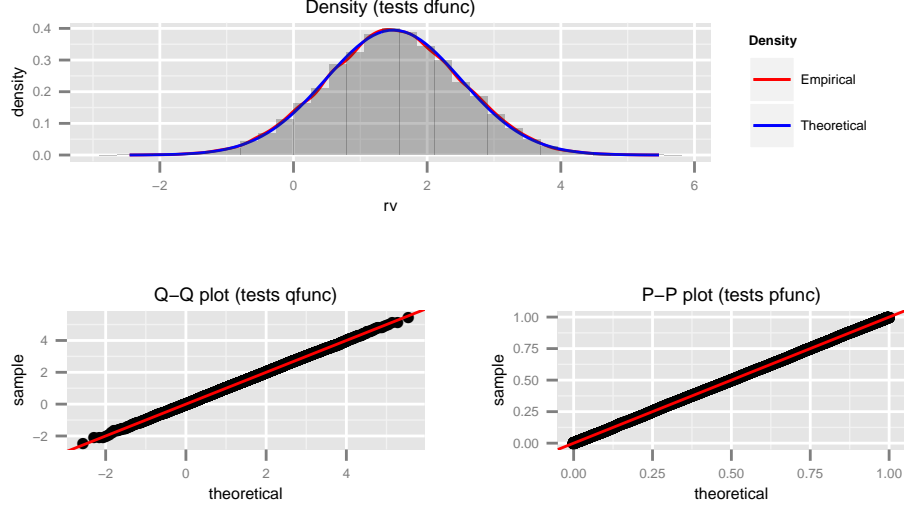 Density (tests dfunc)
density
0.4
0.3
0.2
0.1
0.0
−2
0
2
4
6
rv
Density
Empirical
Theoretical
Q−Q plot (tests qfunc)
sample
4
2
0
−2
−2
0
2
4
theoretical
P−P plot (tests pfunc)
sample
1.00
0.75
0.50
0.25
0.00
0.00
0.25
0.50
0.75
1.00
theoretical